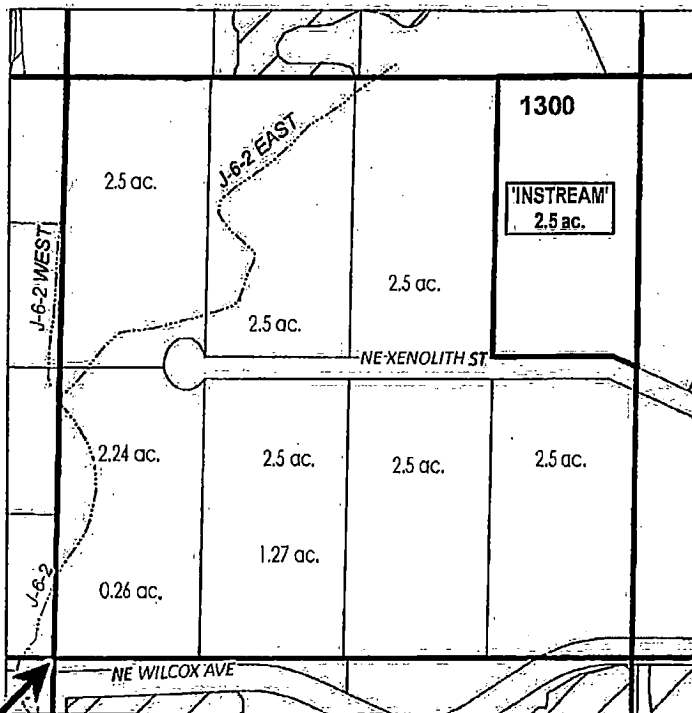 1300
J-6-2 EAST
2.5 ac.
'INSTREAM'
2.5 ac.
J-6-2 WEST
2.5 ac.
2.5 ac.
NE XENOLITH ST
2.24 ac.
2.5 ac.
2.5 ac.
2.5 ac.
1.27 ac.
J-6-2
0.26 ac.
NE WILCOX AVE